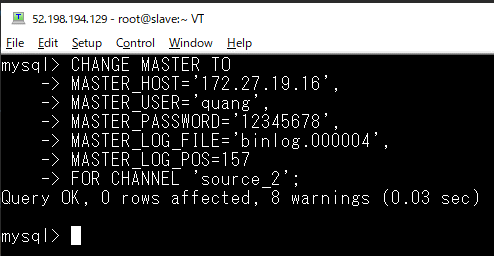 52.198.194.129 - root@slave:~ VT
File Edit Setup Control Window Help
mysql> CHANGE MASTER TO
-> MASTER_HOST='172.27.19.16',
-> MASTER_USER='quang',
-> MASTER_PASSWORD='12345678',
-> MASTER_LOG_FILE='binlog.000004',
-> MASTER_LOG_POS=157
-> FOR CHANNEL 'source_2';
Query OK, 0 rows affected, 8 warnings (0.03 sec)
mysql>